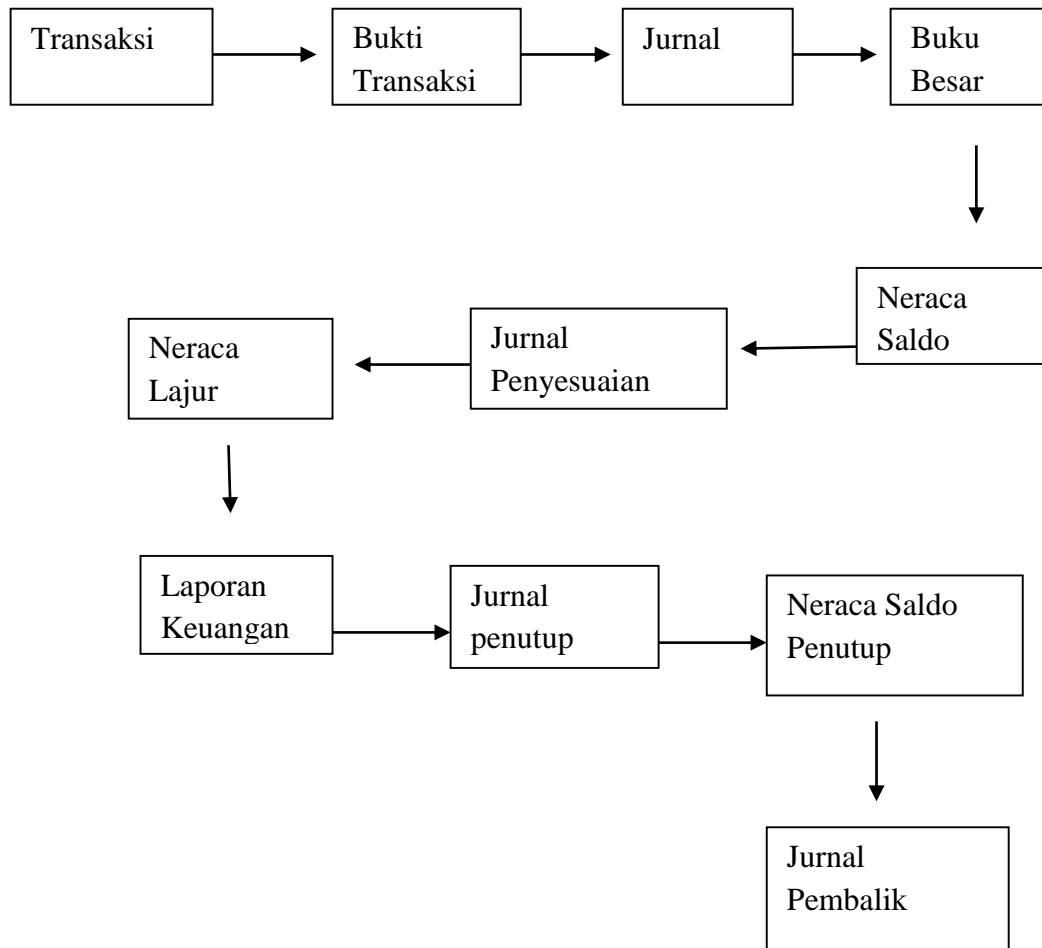 Transaksi
Bukti
Transaksi
Jurnal
Buku
Besar
Neraca
Saldo
Jurnal
Penyesuaian
Neraca
Lajur
Laporan
Keuangan
Jurnal
penutup
Neraca Saldo
Penutup
Jurnal
Pembalik